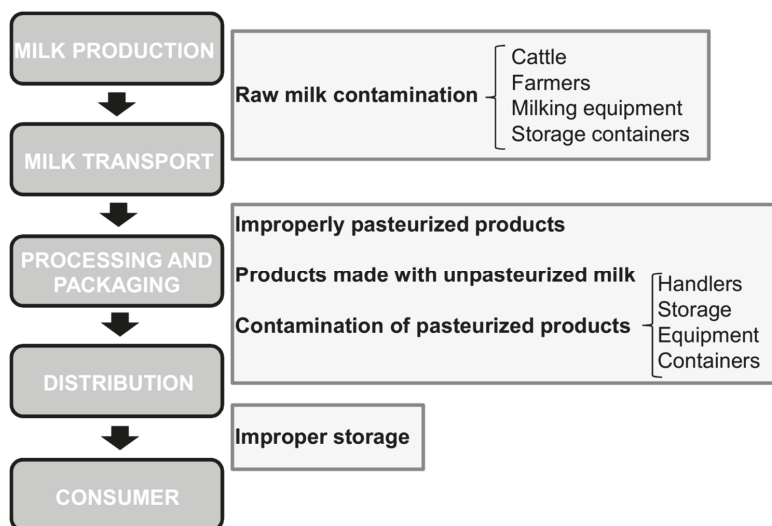 MILK PRODUCTION
Raw milk contamination
Cattle
Farmers
Milking equipment
Storage containers
MILK TRANSPORT
Improperly pasteurized products
PROCESSING AND
PACKAGING
Products made with unpasteurized milk
Contamination of pasteurized products
Handlers
Storage
Equipment
Containers
DISTRIBUTION
Improper storage
CONSUMER